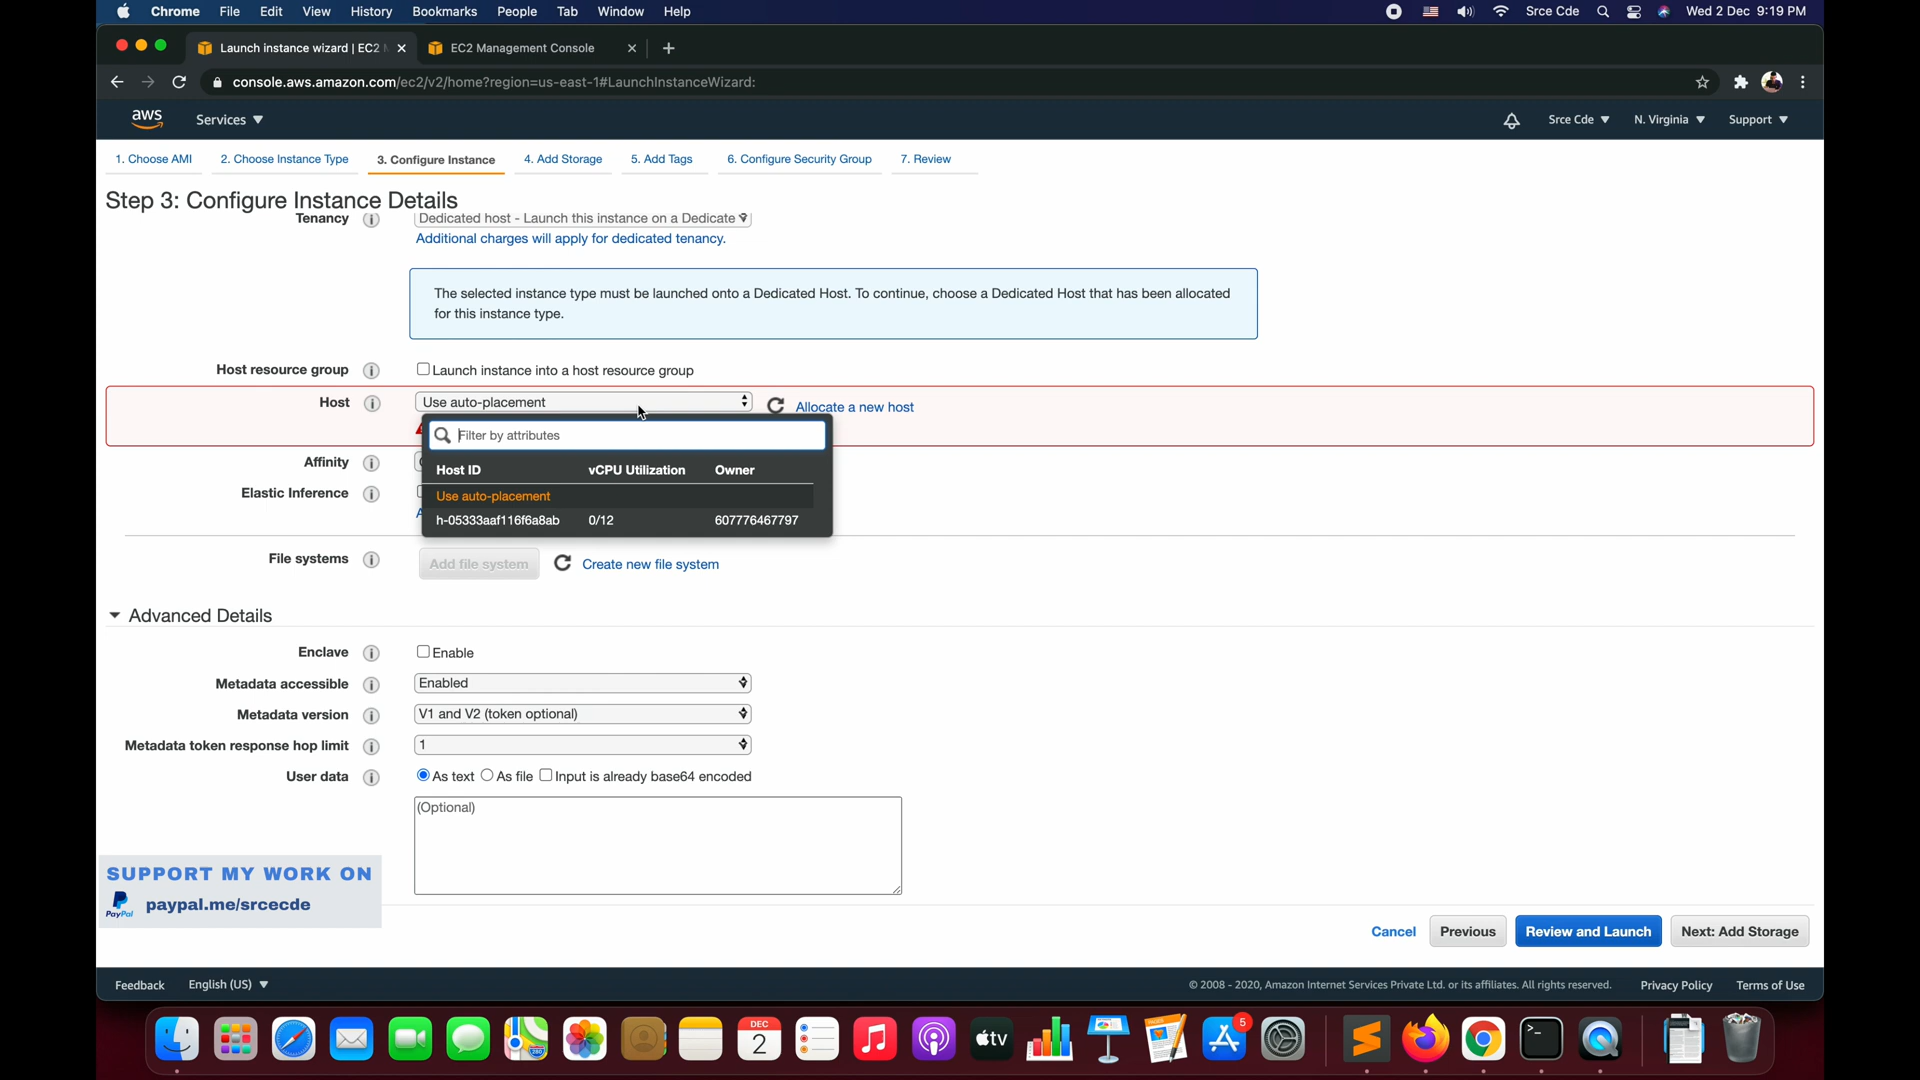 Chrome File Edit View History Bookmarks People Tab Window Help Srce Cde Wed 2 Dec 9:19 PM
Launch instance wizard | EC2 EC2 Management Console
console.aws.amazon.com/ec2/v2/home?region=us-east-1#LaunchInstanceWizard:
aws Services Srce Cde N. Virginia Support
1. Choose AMI 2. Choose Instance Type 3. Configure Instance 4. Add Storage 5. Add Tags 6. Configure Security Group 7. Review
Step 3: Configure Instance Details
Tenancy Dedicated host - Launch this instance on a Dedicate
Additional charges will apply for dedicated tenancy.
The selected instance type must be launched onto a Dedicated Host. To continue, choose a Dedicated Host that has been allocated
for this instance type.
Host resource group Launch instance into a host resource group
Host Use auto-placement Allocate a new host
Filter by attributes
Affinity
Host ID vCPU Utilization Owner
Elastic Inference
Use auto-placement
h-05333aaf116f6a8ab 0/12 607776467797
File systems Add file system Create new file system
Advanced Details
Enclave Enable
Metadata accessible Enabled
Metadata version V1 and V2 (token optional)
Metadata token response hop limit 1
User data As text As file Input is already base64 encoded
(Optional)
SUPPORT MY WORK ON
PayPal paypal.me/srcecde
Cancel Previous Review and Launch Next: Add Storage
Feedback English (US) © 2008 - 2020, Amazon Internet Services Private Ltd. or its affiliates. All rights reserved. Privacy Policy Terms of Use
DEC
2
tv
5
280
>_